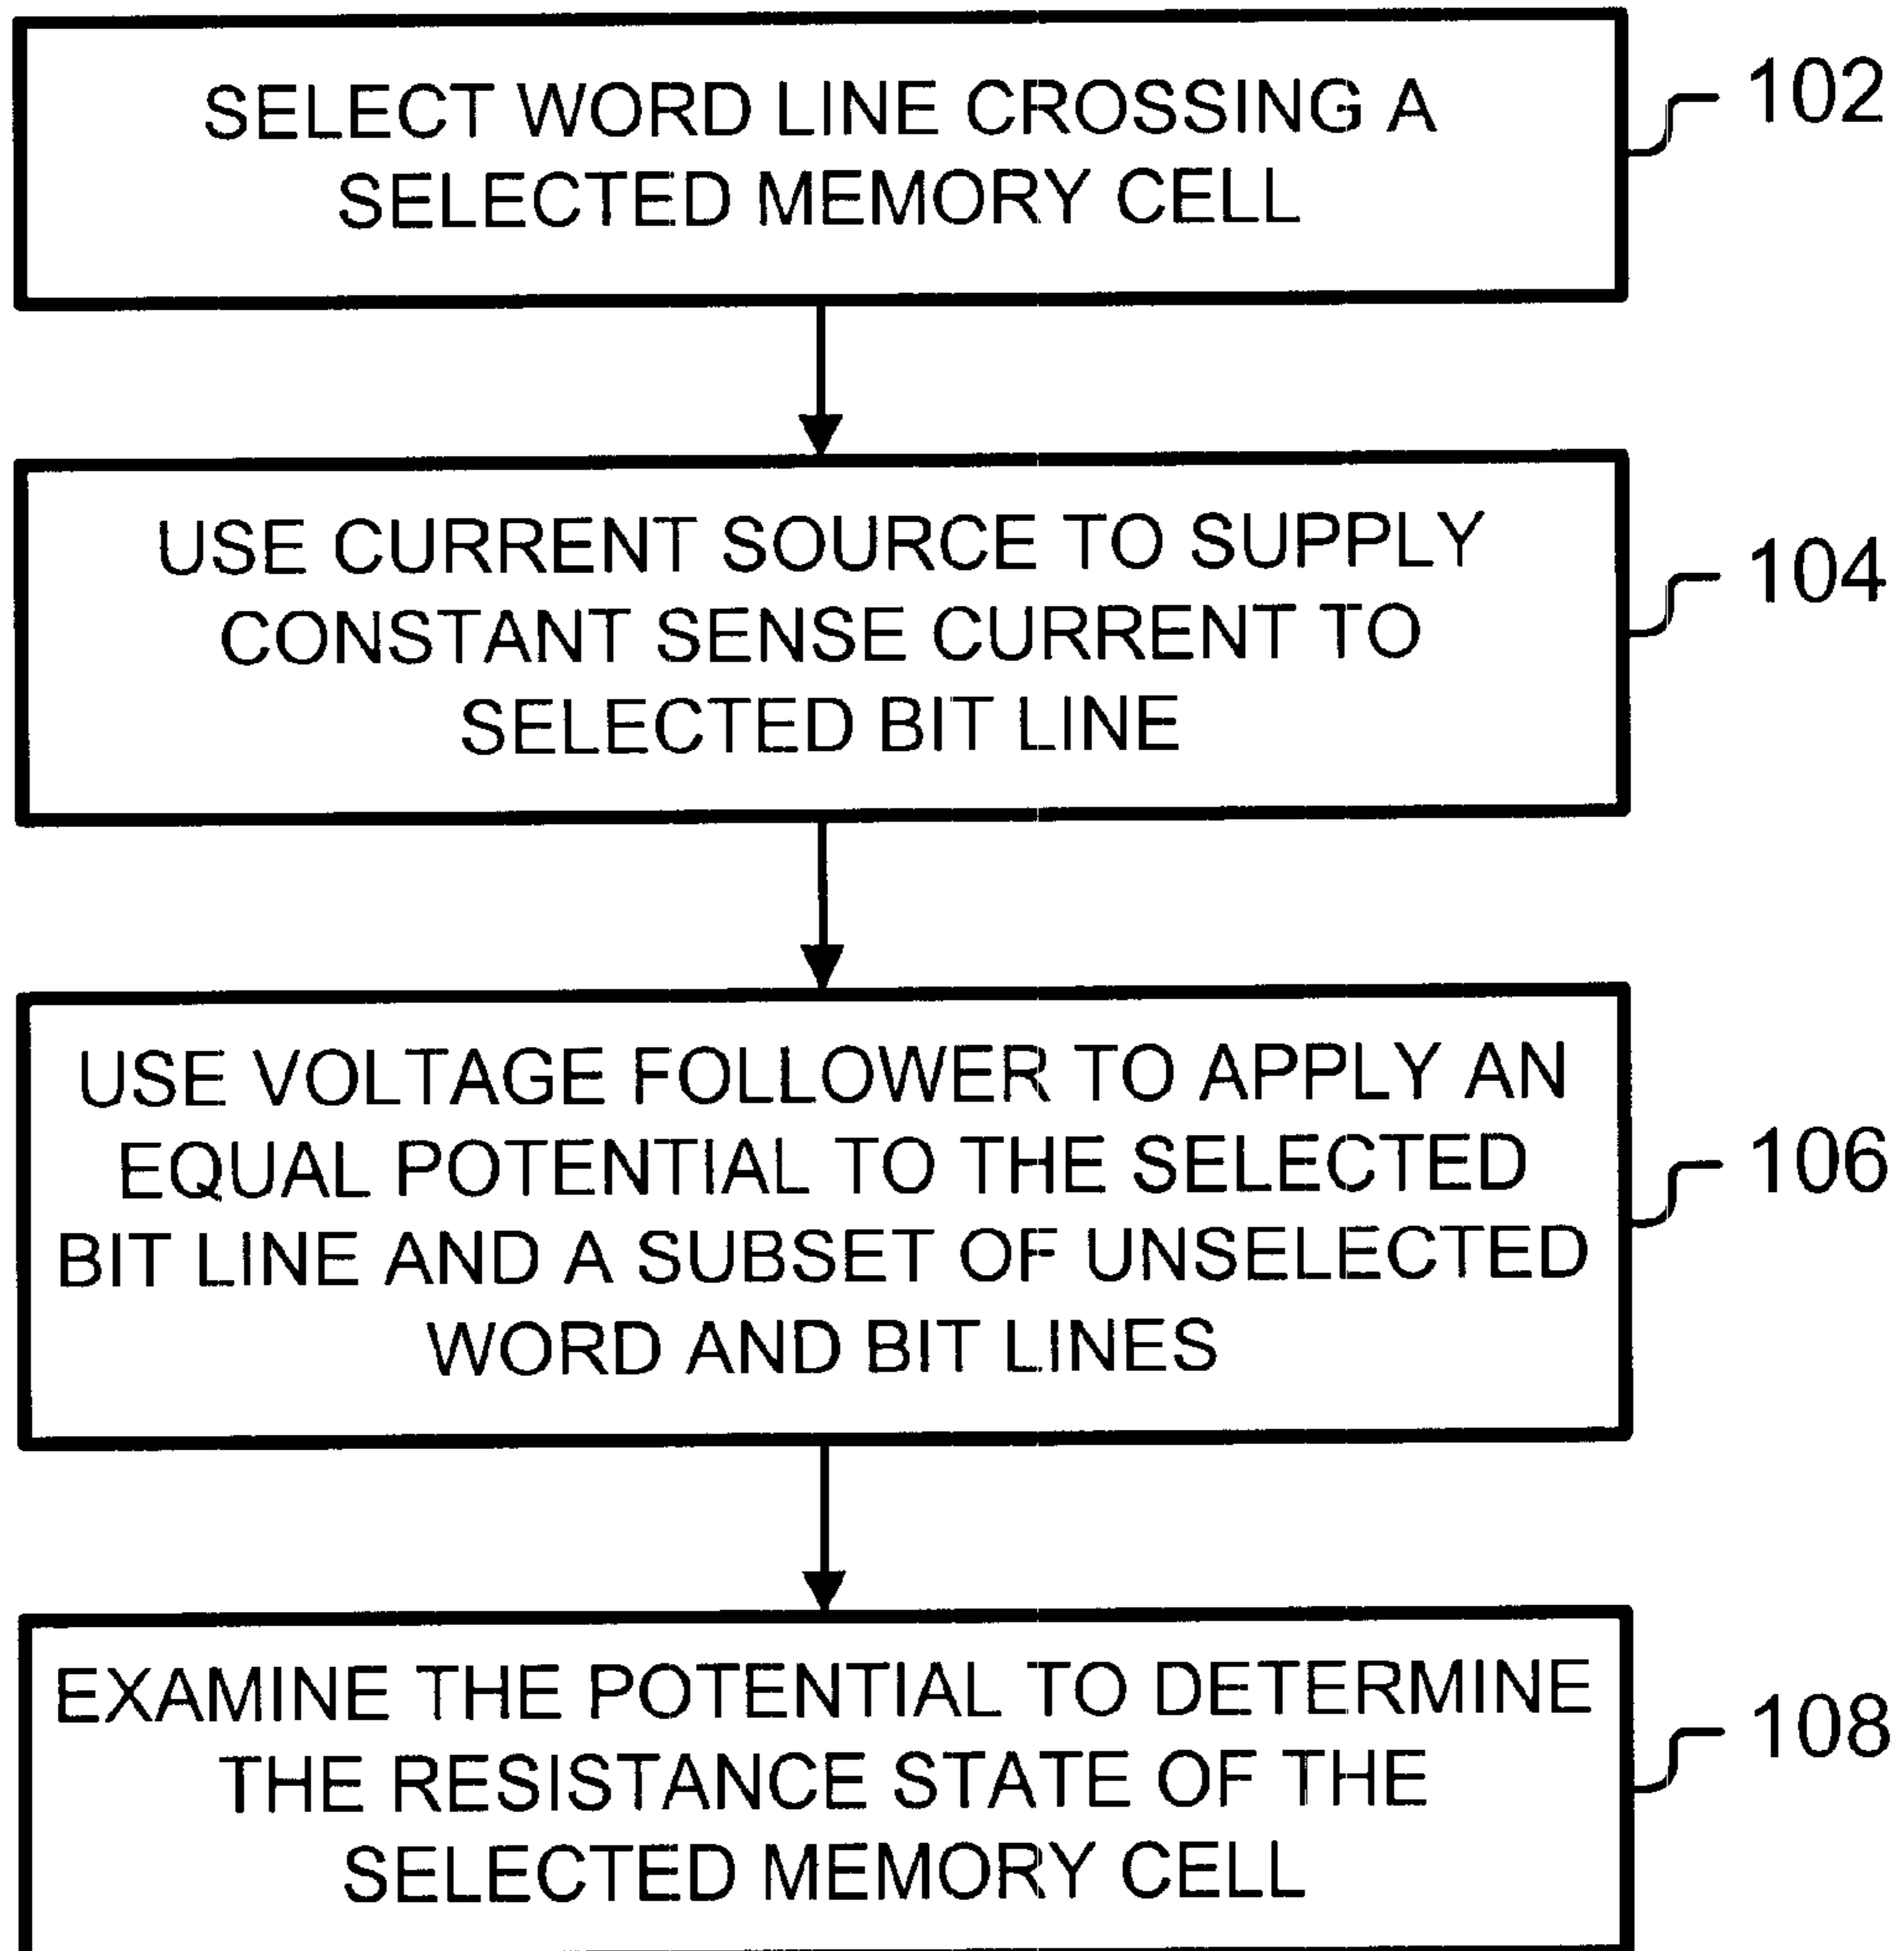 SELECT WORD LINE CROSSING A
SELECTED MEMORY CELL
102
USE CURRENT SOURCE TO SUPPLY
CONSTANT SENSE CURRENT TO
SELECTED BIT LINE
104
USE VOLTAGE FOLLOWER TO APPLY AN
EQUAL POTENTIAL TO THE SELECTED
BIT LINE AND A SUBSET OF UNSELECTED
WORD AND BIT LINES
106
EXAMINE THE POTENTIAL TO DETERMINE
THE RESISTANCE STATE OF THE
SELECTED MEMORY CELL
108